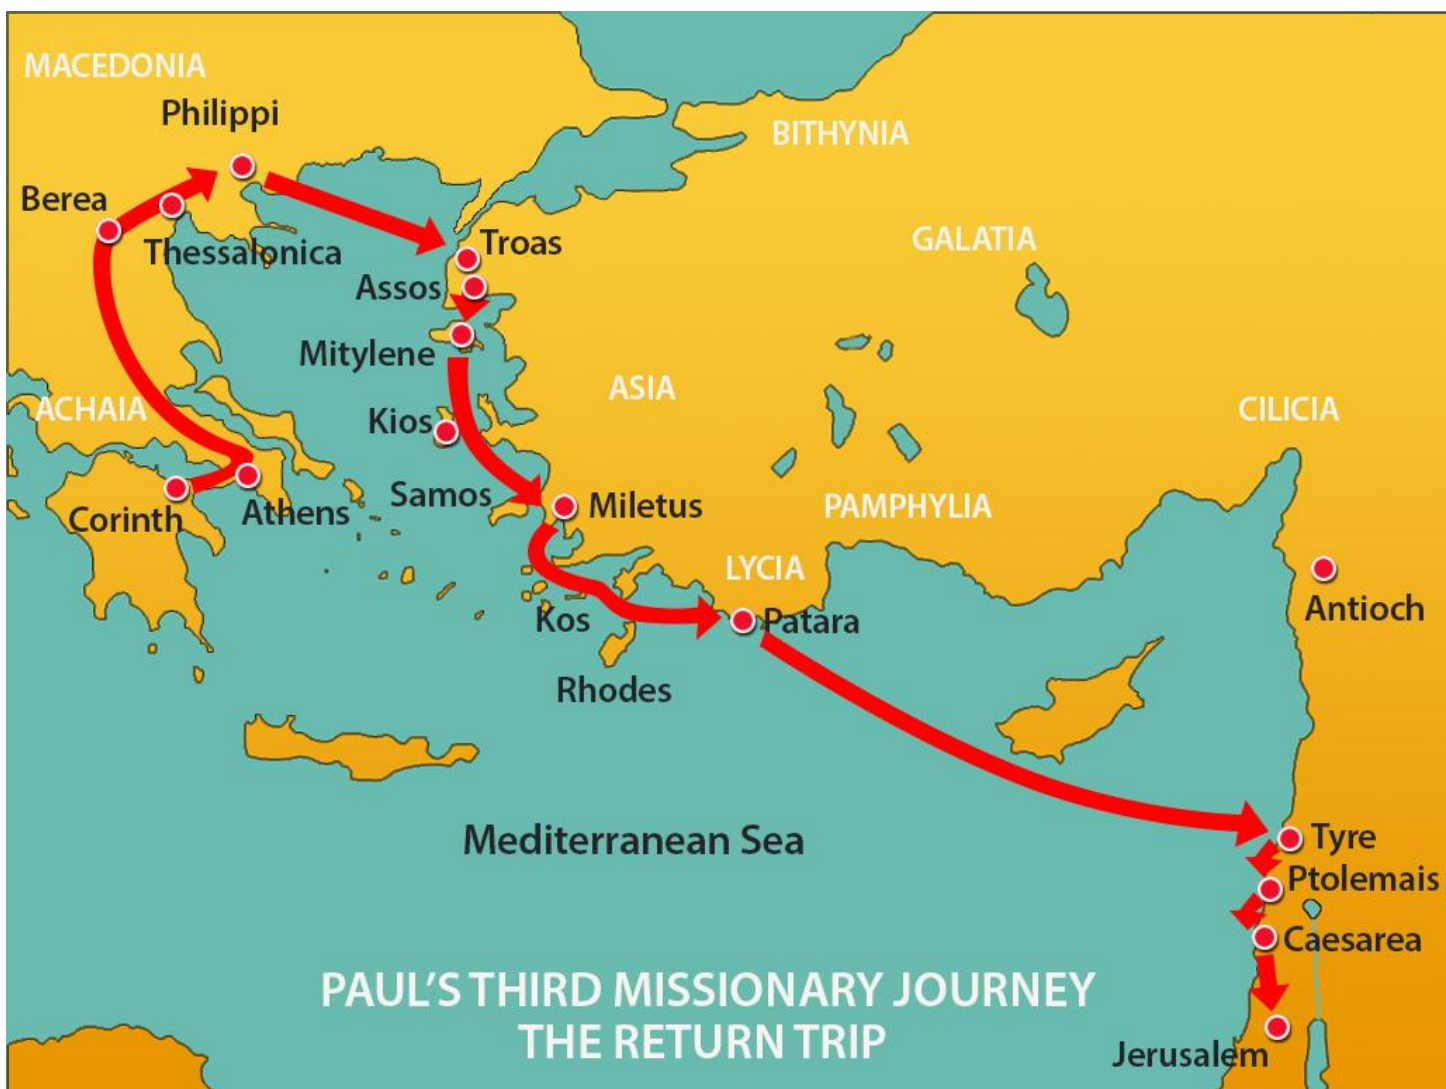 MACEDONIA
Philippi
BITHYNIA
Berea
Thessalonica
Troas
GALATIA
Assos
Mitylene
ASIA
ACHAIA
Kios
CILICIA
Samos
Corinth
Athens
Miletus
PAMPHYLIA
LYCIA
Antioch
Kos
Patara
Rhodes
Mediterranean Sea
Tyre
Ptolemais
Caesarea
PAUL'S THIRD MISSIONARY JOURNEY
THE RETURN TRIP
Jerusalem